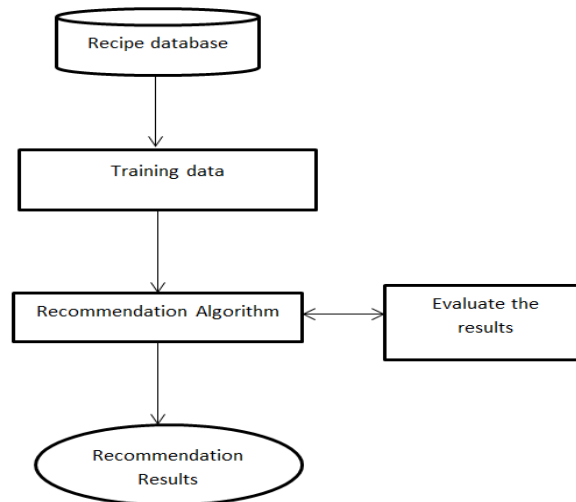 Recipe database
Training data
Recommendation Algorithm
Evaluate the
results
Recommendation
Results